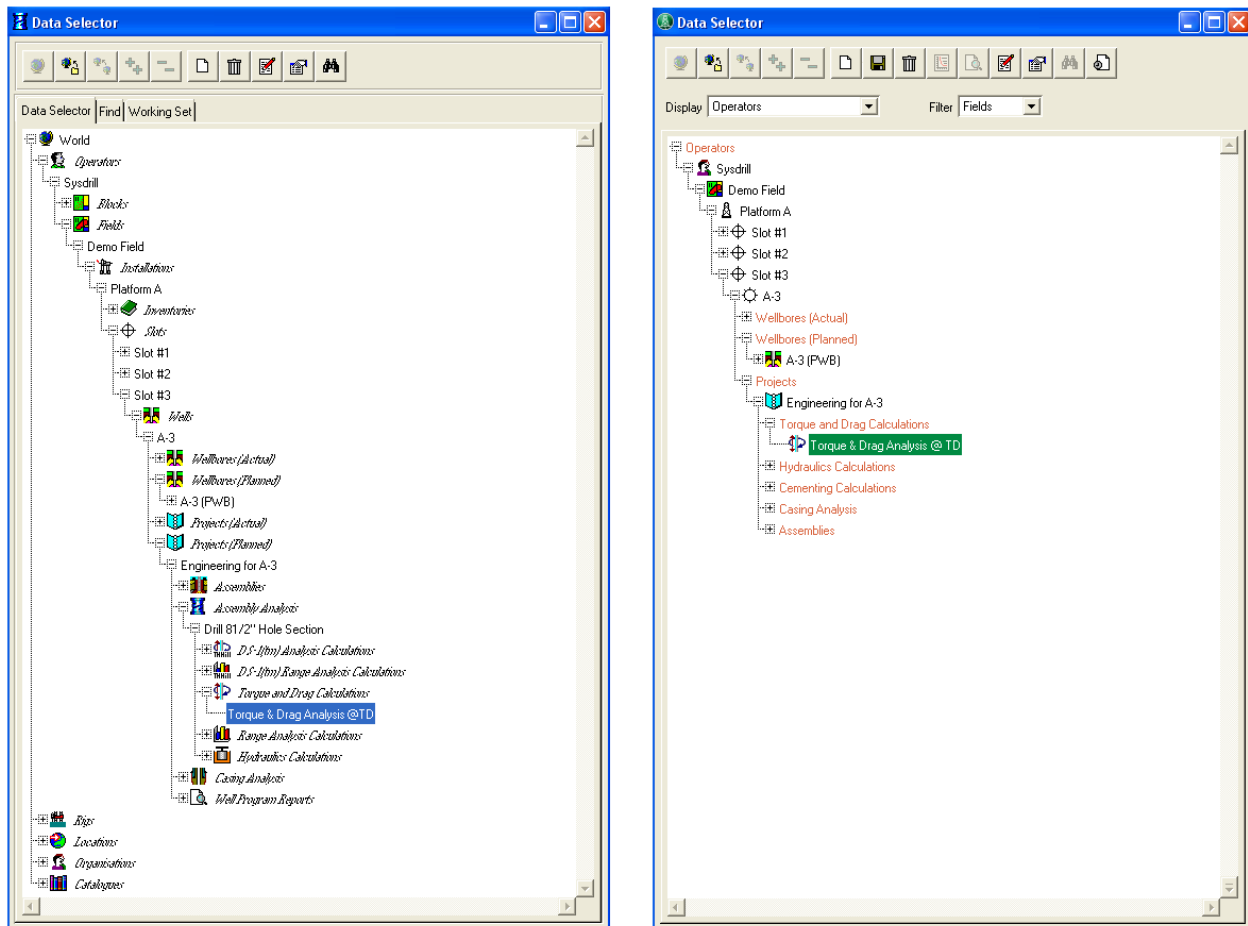 Data Selector
Data Selector Find Working Set
World
Operators
Sysdrill
Blocks
Fields
Demo Field
Installations
Platform A
Inventories
Slots
Slot #1
Slot #2
Slot #3
Wells
A-3
Wellbores (Actual)
Wellbores (Planned)
A-3 (PWB)
Projects (Actual)
Projects (Planned)
Engineering for A-3
Assemblies
Assembly Analysis
Drill 81/2" Hole Section
DS-1(tm) Analysis Calculations
DS-1(tm) Range Analysis Calculations
Torque and Drag Calculations
Torque & Drag Analysis @TD
Range Analysis Calculations
Hydraulics Calculations
Casing Analysis
Well Program Reports
Rigs
Locations
Organisations
Catalogues
Data Selector
Display Operators Filter Fields
Operators
Sysdrill
Demo Field
Platform A
Slot #1
Slot #2
Slot #3
A-3
Wellbores (Actual)
Wellbores (Planned)
A-3 (PWB)
Projects
Engineering for A-3
Torque and Drag Calculations
Torque & Drag Analysis @ TD
Hydraulics Calculations
Cementing Calculations
Casing Analysis
Assemblies